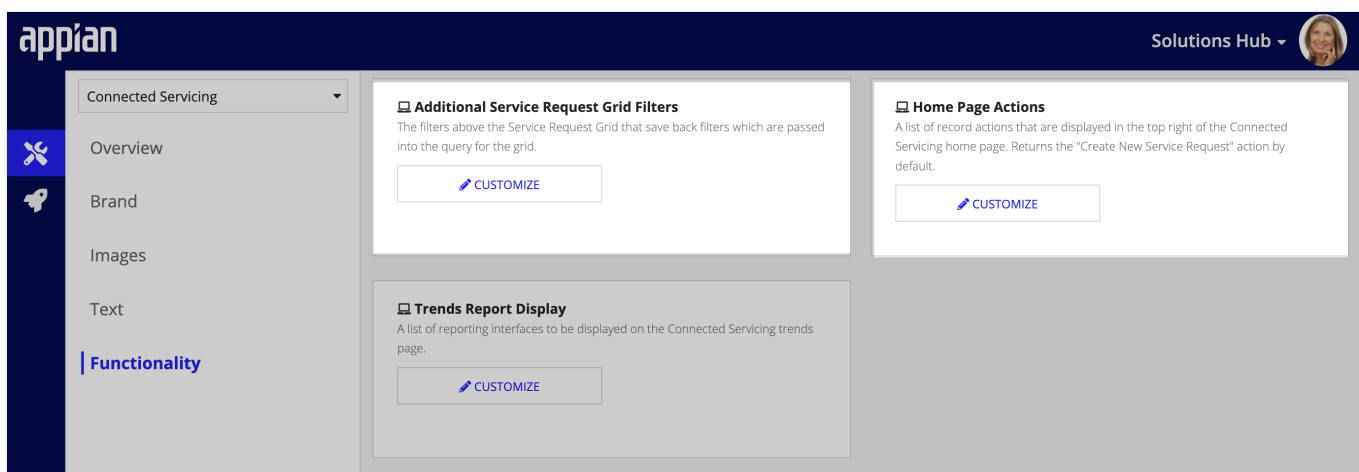 appian
Solutions Hub
Connected Servicing
Overview
Brand
Images
Text
Functionality
Additional Service Request Grid Filters
The filters above the Service Request Grid that save back filters which are passed
into the query for the grid.
CUSTOMIZE
Home Page Actions
A list of record actions that are displayed in the top right of the Connected
Servicing home page. Returns the "Create New Service Request" action by
default.
CUSTOMIZE
Trends Report Display
A list of reporting interfaces to be displayed on the Connected Servicing trends
page.
CUSTOMIZE